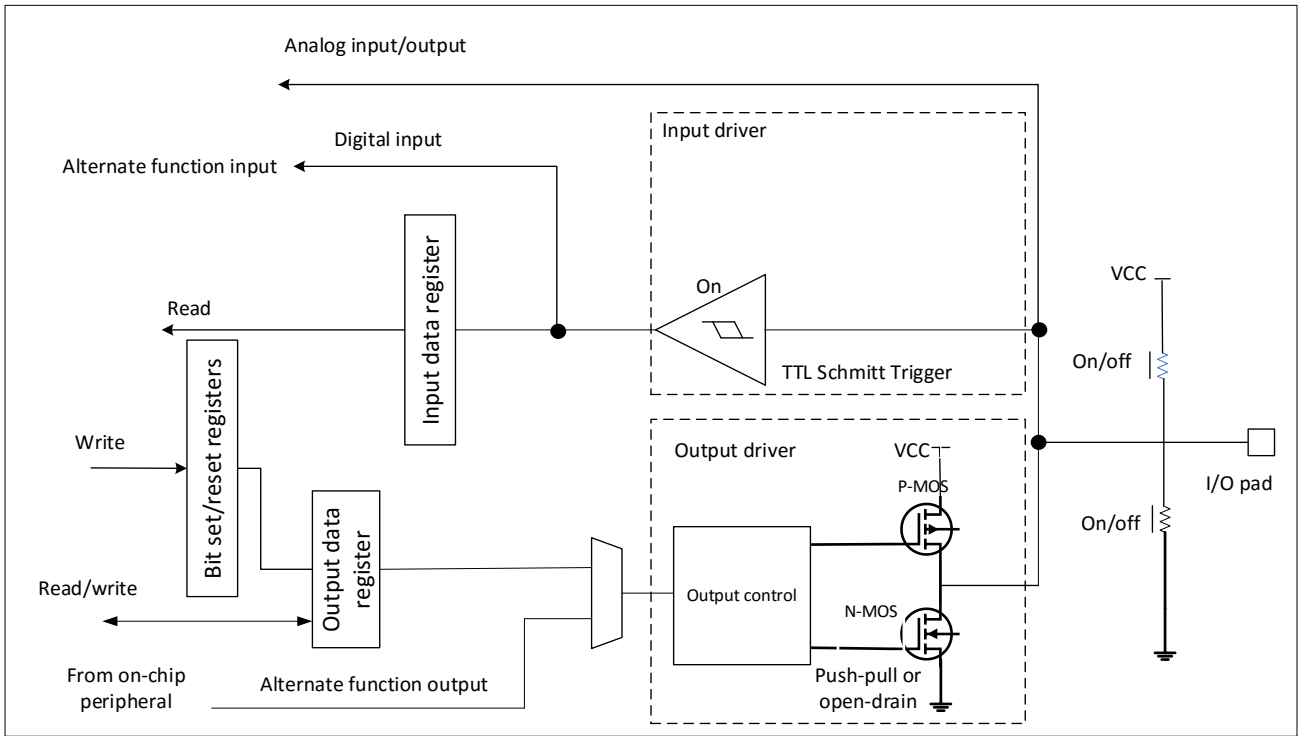 Analog input/output
Input driver
Digital input
Alternate function input
Input data register
On
VCC
Read
On/off
TTL Schmitt Trigger
Bit set/reset registers
Write
Output driver
VCC
P-MOS
I/O pad
On/off
Output data
register
Read/write
Output control
N-MOS
From on-chip
peripheral
Alternate function output
Push-pull or
open-drain